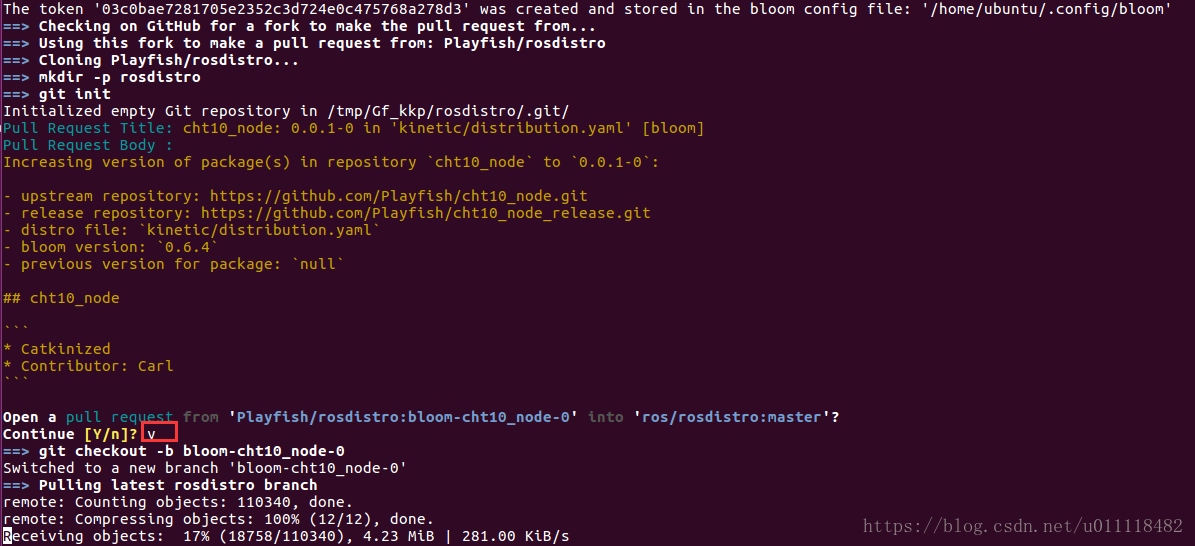 The token '03c0bae7281705e2352c3d724e0c475768a278d3' was created and stored in the bloom config file: '/home/ubuntu/.config/bloom'
==> Checking on GitHub for a fork to make the pull request from...
==> Using this fork to make a pull request from: Playfish/rosdistro
==> Cloning Playfish/rosdistro...
==> mkdir -p rosdistro
==> git init
Initialized empty Git repository in /tmp/Gf_kkp/rosdistro/.git/
Pull Request Title: cht10_node: 0.0.1-0 in 'kinetic/distribution.yaml' [bloom]
Pull Request Body :
Increasing version of package(s) in repository `cht10_node` to `0.0.1-0`:
- upstream repository: https://github.com/Playfish/cht10_node.git
- release repository: https://github.com/Playfish/cht10_node_release.git
- distro file: `kinetic/distribution.yaml`
- bloom version: `0.6.4`
- previous version for package: `null`
## cht10_node
```
* Catkinized
* Contributor: Carl
```
Open a pull request from 'Playfish/rosdistro:bloom-cht10_node-0' into 'ros/rosdistro:master'?
Continue [Y/n]? y
==> git checkout -b bloom-cht10_node-0
Switched to a new branch 'bloom-cht10_node-0'
==> Pulling latest rosdistro branch
remote: Counting objects: 110340, done.
remote: Compressing objects: 100% (12/12), done.
Receiving objects:  17% (18758/110340), 4.23 MiB | 281.00 KiB/s
https://blog.csdn.net/u011118482